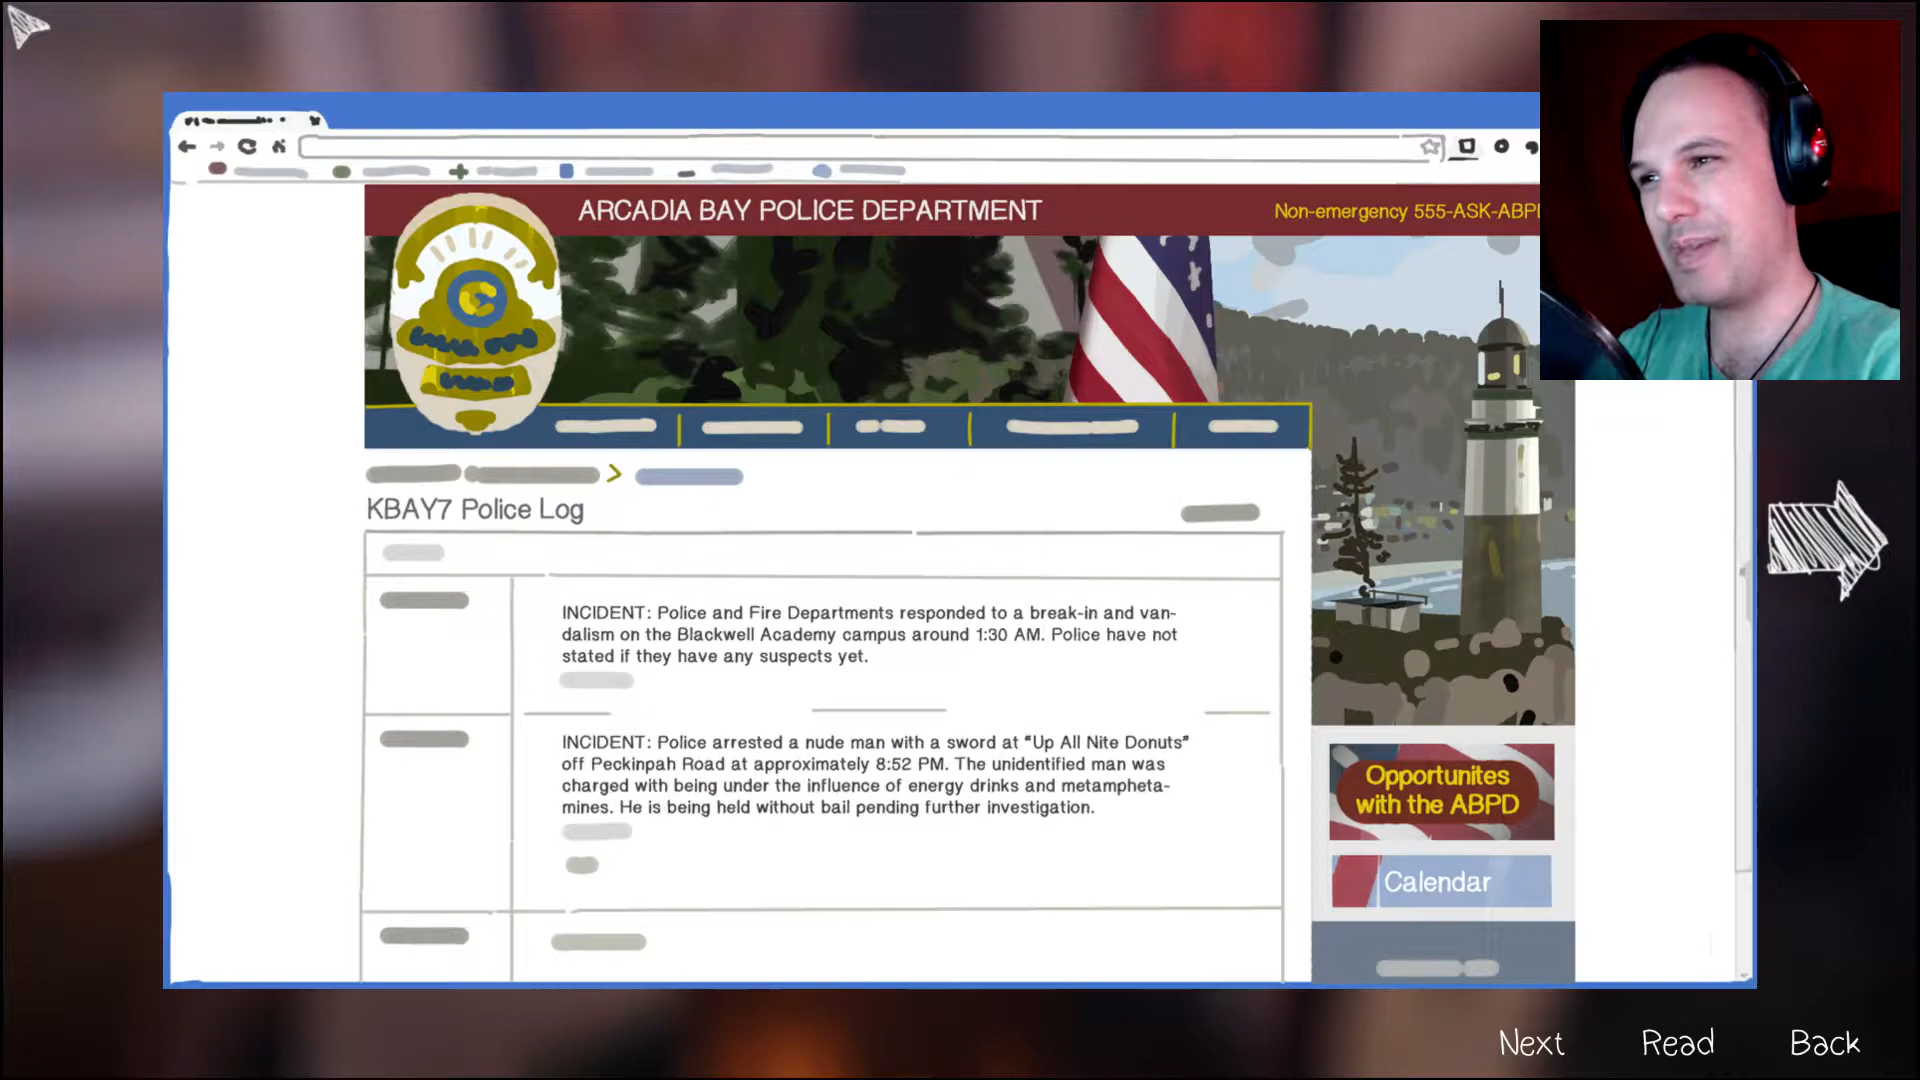 ARCADIA BAY POLICE DEPARTMENT
Non-emergency 555-ASK-ABPD
KBAY7 Police Log
INCIDENT: Police and Fire Departments responded to a break-in and van-
dalism on the Blackwell Academy campus around 1:30 AM. Police have not
stated if they have any suspects yet.
INCIDENT: Police arrested a nude man with a sword at “Up All Nite Donuts”
off Peckinpah Road at approximately 8:52 PM. The unidentified man was
charged with being under the influence of energy drinks and metampheta-
mines. He is being held without bail pending further investigation.
Opportunites
with the ABPD
Calendar
Next
Read
Back